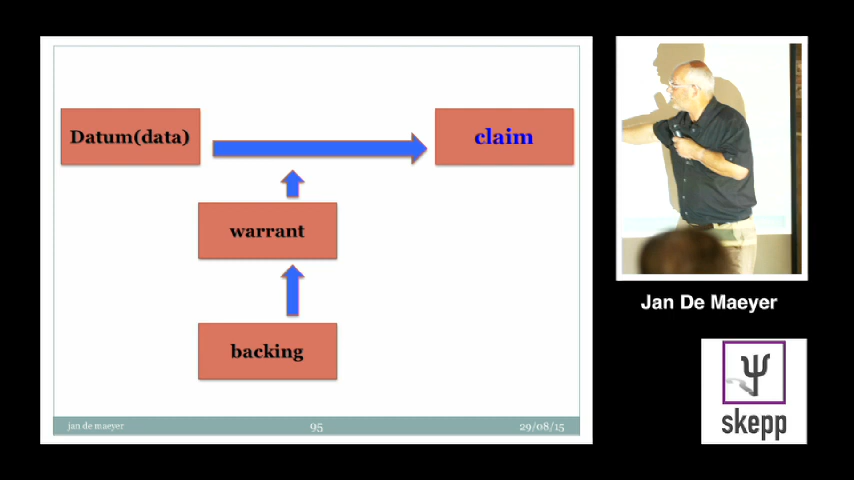 Datum(data)
claim
warrant
backing
jan de maeyer
95
29/08/15
Jan De Maeyer
skepp